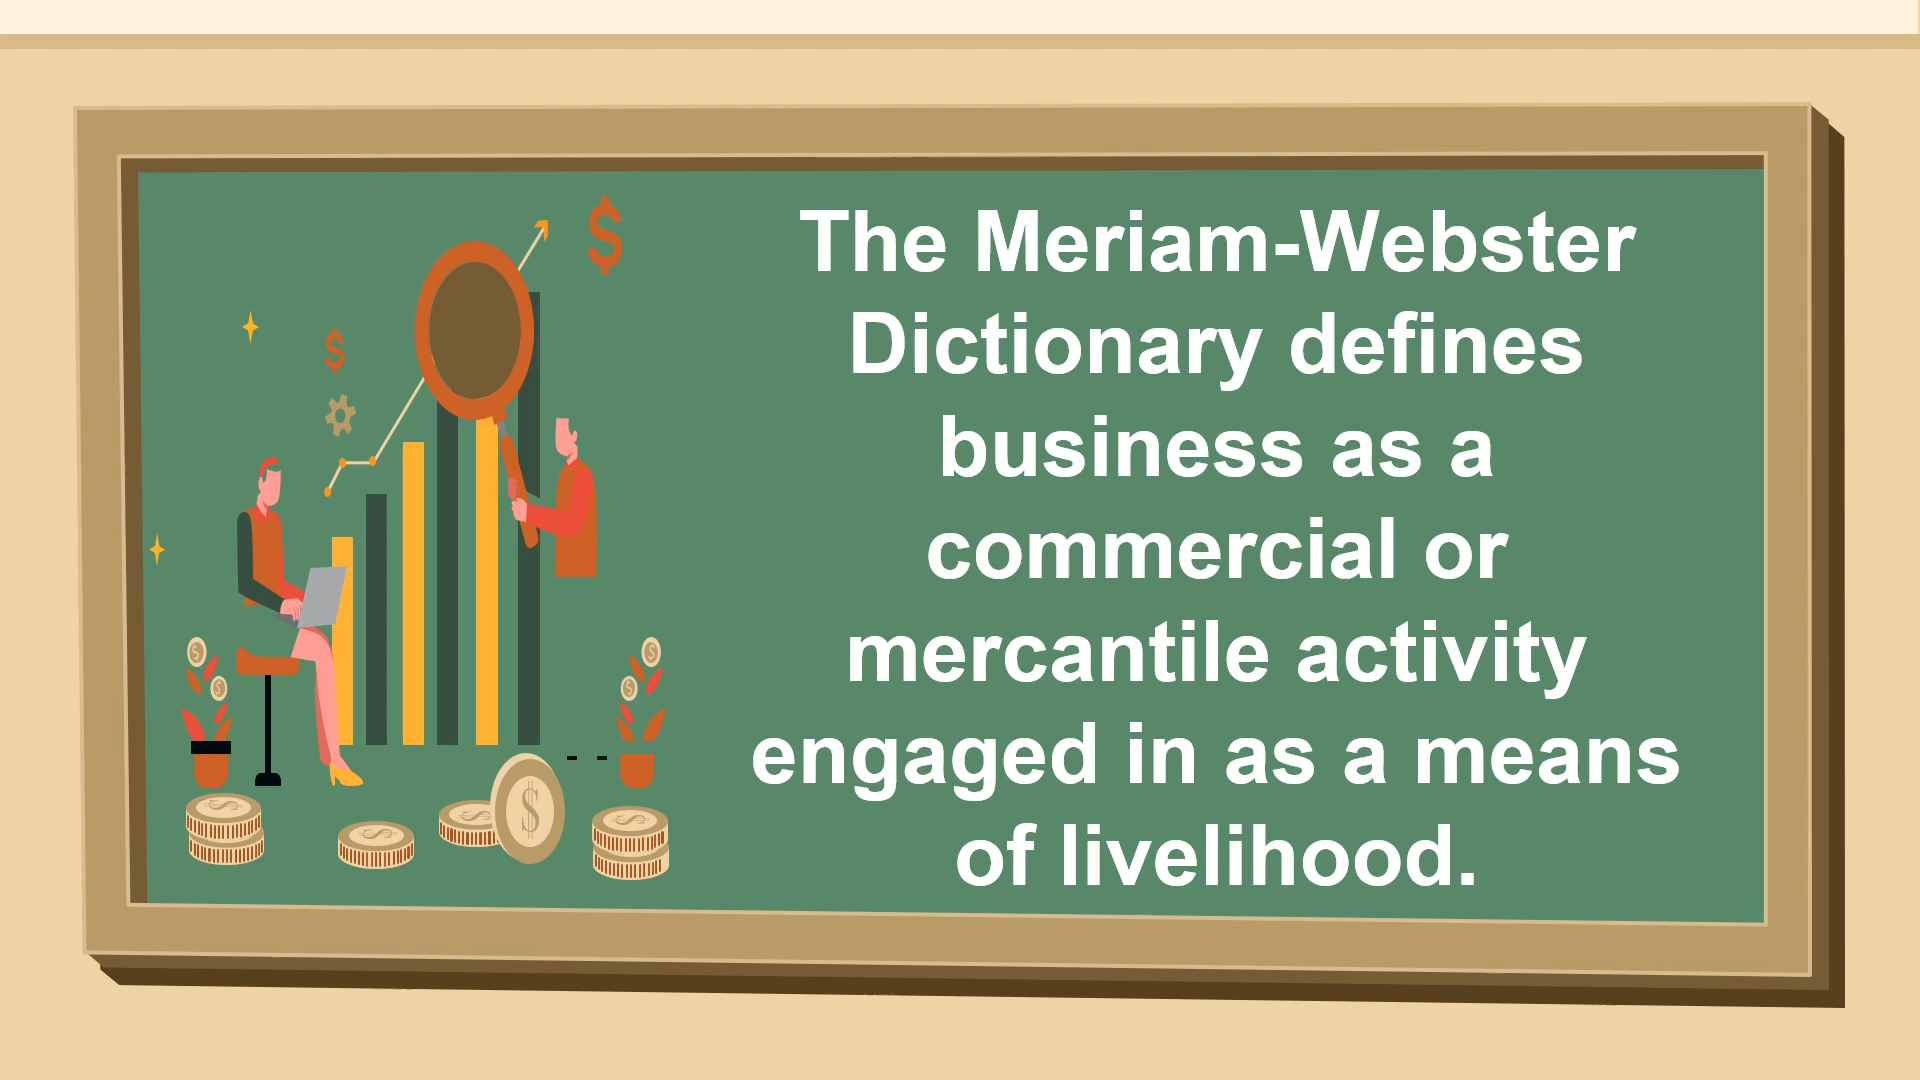 The Meriam-Webster
Dictionary defines
business as a
commercial or
mercantile activity
engaged in as a means
of livelihood.